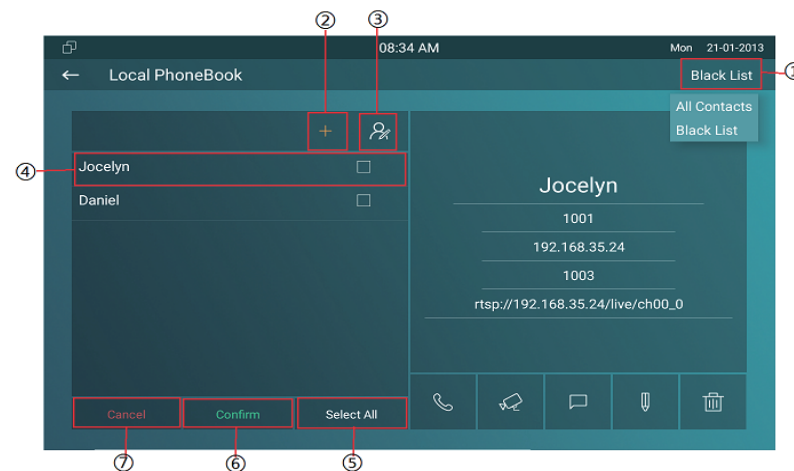 ② ③
08:34 AM Mon 21-01-2013
Local PhoneBook Black List ①
All Contacts
Black List
+
④ Jocelyn
Daniel
Jocelyn
1001
192.168.35.24
1003
rtsp://192.168.35.24/live/ch00_0
Cancel Confirm Select All
⑦ ⑥ ⑤